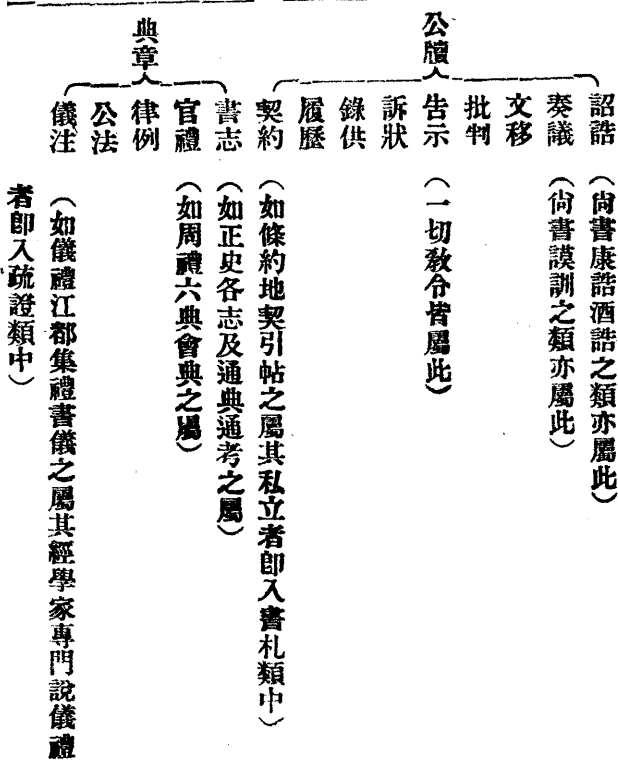 公牘
詔誥（尙書康誥酒誥之類亦屬此）
奏議（尙書謨訓之類亦屬此）
文移
批判
告示（一切敎令皆屬此）
訴狀
錄供
履歷
契約（如條約地契引帖之屬其私立者卽入書札類中）
典章
書志（如正史各志及通典通考之屬）
官禮（如周禮六典會典之屬）
律例
公法
儀注（如儀禮江都集禮書儀之屬其經學家專門說儀禮
者卽入疏證類中）